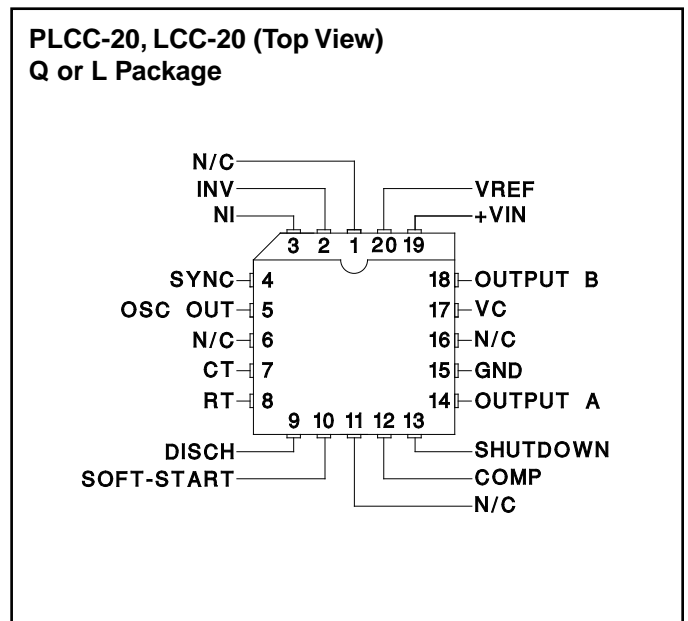 PLCC-20, LCC-20 (Top View)
Q or L Package
N/C
INV
NI
VREF
+VIN
3 2 1 20 19
SYNC 4
OSC OUT 5
N/C 6
CT 7
RT 8
18 OUTPUT B
17 VC
16 N/C
15 GND
14 OUTPUT A
9 10 11 12 13
DISCH
SOFT-START
SHUTDOWN
COMP
N/C